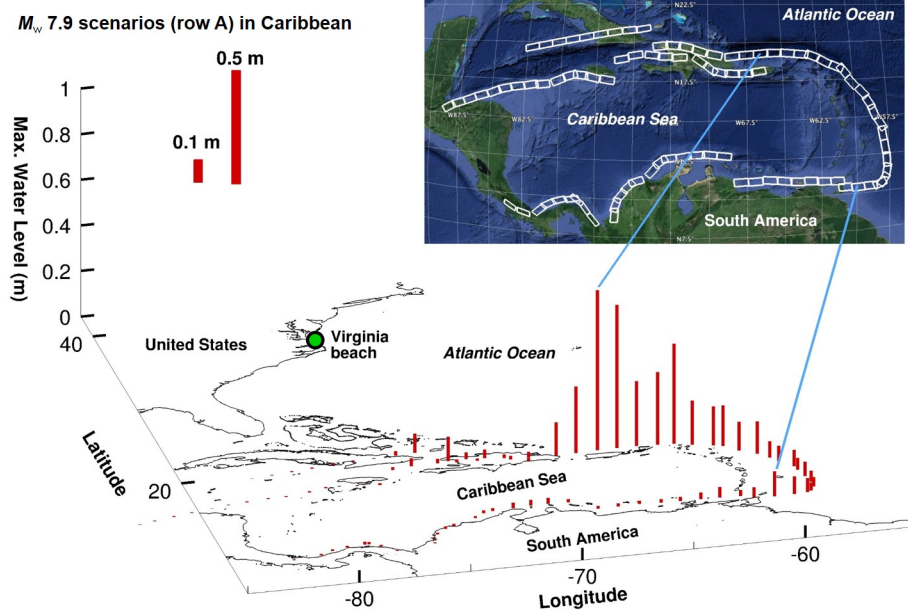 Mw 7.9 scenarios (row A) in Caribbean
0.5 m
0.1 m
Max. Water Level (m)
1
0.8
0.6
0.4
0.2
0
40
20
Latitude
-80
-70
-60
Longitude
United States
Virginia
beach
Atlantic Ocean
Caribbean Sea
South America
N22.5°
Atlantic Ocean
N17.5°
W87.5°
W82.5°
Caribbean Sea
W67.5°
W62.5°
W57.5°
South America
N7.5°